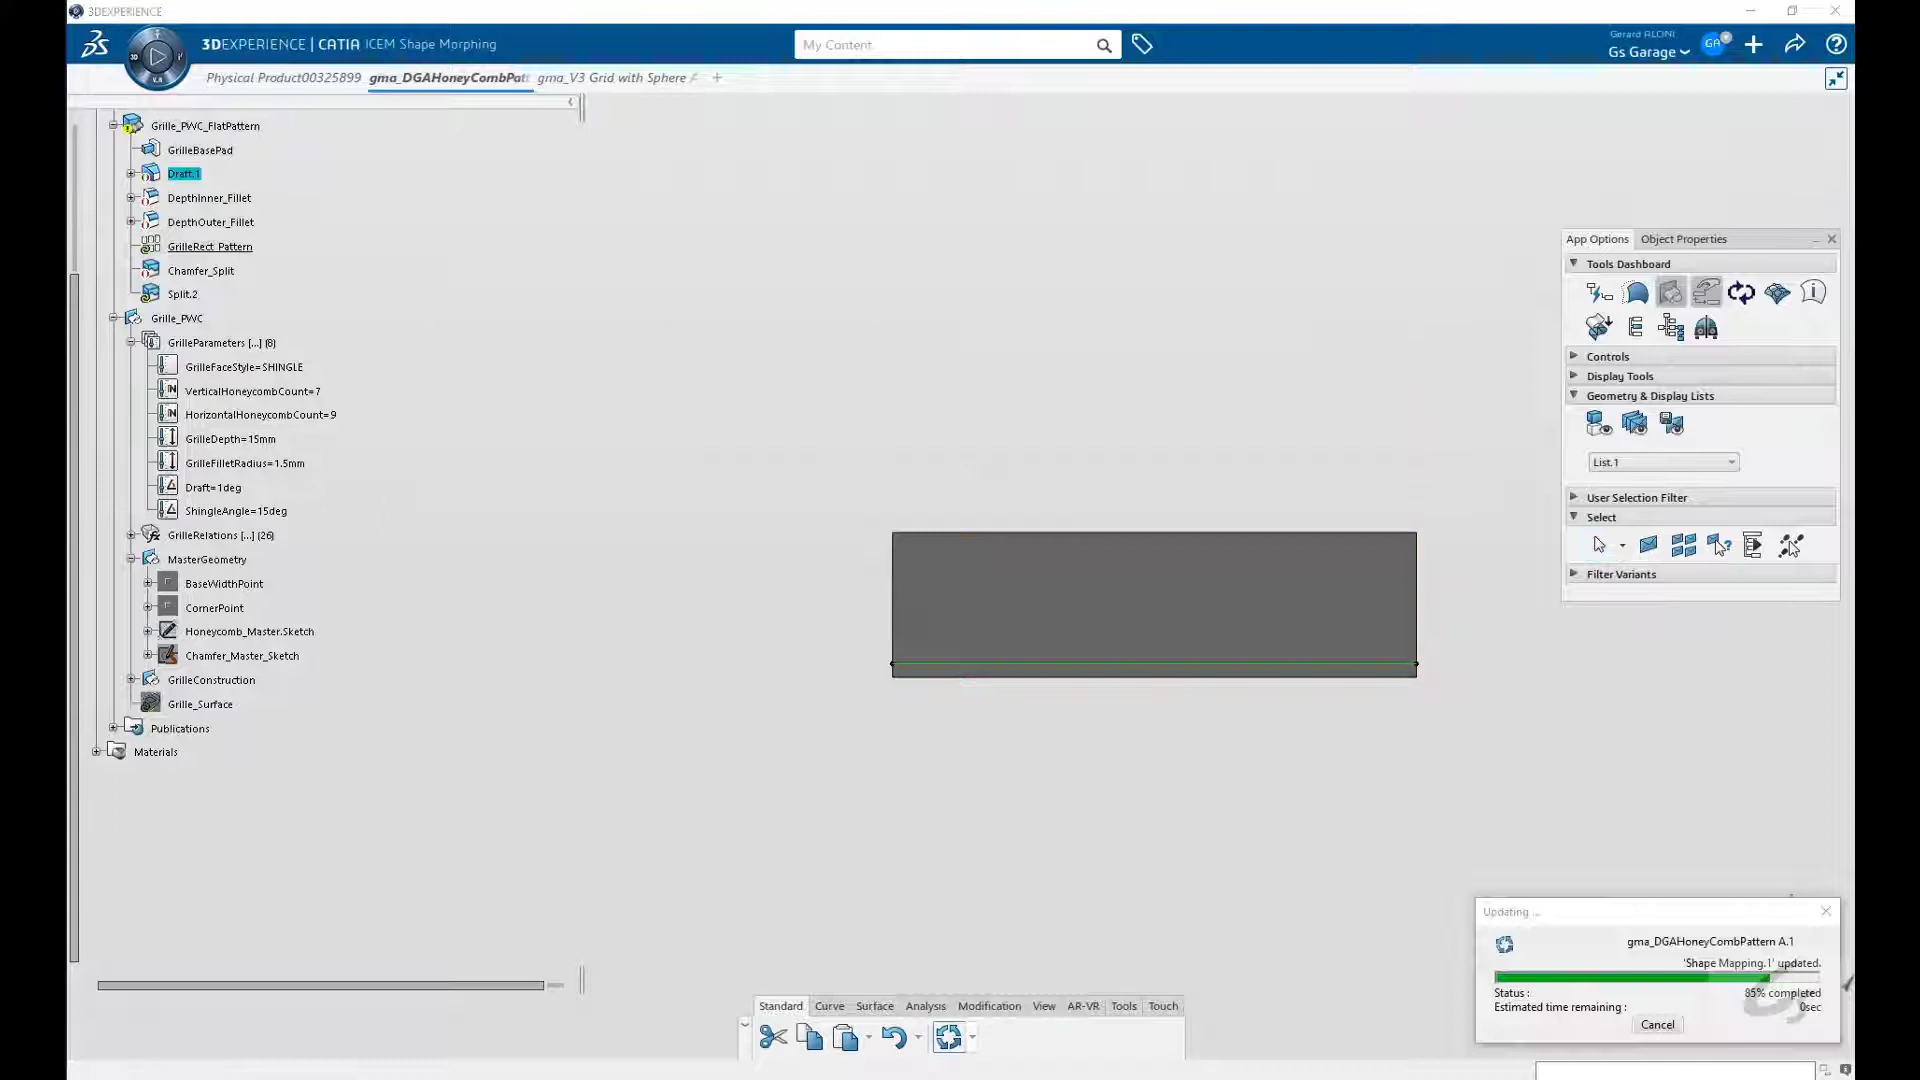 3DEXPERIENCE
3DEXPERIENCE | CATIA ICEM Shape Morphing
My Content
Gerard ALOINI
Gs Garage
GA
3D
V.R
Physical Product00325899
gma_DGAHoneyCombPatt
gma_V3 Grid with Sphere A
Grille_PWC_FlatPattern
GrilleBasePad
Draft.1
DepthInner_Fillet
DepthOuter_Fillet
GrilleRect_Pattern
Chamfer_Split
Split.2
Grille_PWC
GrilleParameters [...] (8)
GrilleFaceStyle=SHINGLE
VerticalHoneycombCount=7
HorizontalHoneycombCount=9
GrilleDepth=15mm
GrilleFilletRadius=1.5mm
Draft=1deg
ShingleAngle=15deg
GrilleRelations [...] (26)
MasterGeometry
BaseWidthPoint
CornerPoint
Honeycomb_Master.Sketch
Chamfer_Master_Sketch
GrilleConstruction
Grille_Surface
Publications
Materials
App Options
Object Properties
Tools Dashboard
Controls
Display Tools
Geometry & Display Lists
List.1
User Selection Filter
Select
Filter Variants
Updating ...
gma_DGAHoneyCombPattern A.1
'Shape Mapping.1' updated.
Status :
85% completed
Estimated time remaining :
0sec
Cancel
Standard
Curve
Surface
Analysis
Modification
View
AR-VR
Tools
Touch